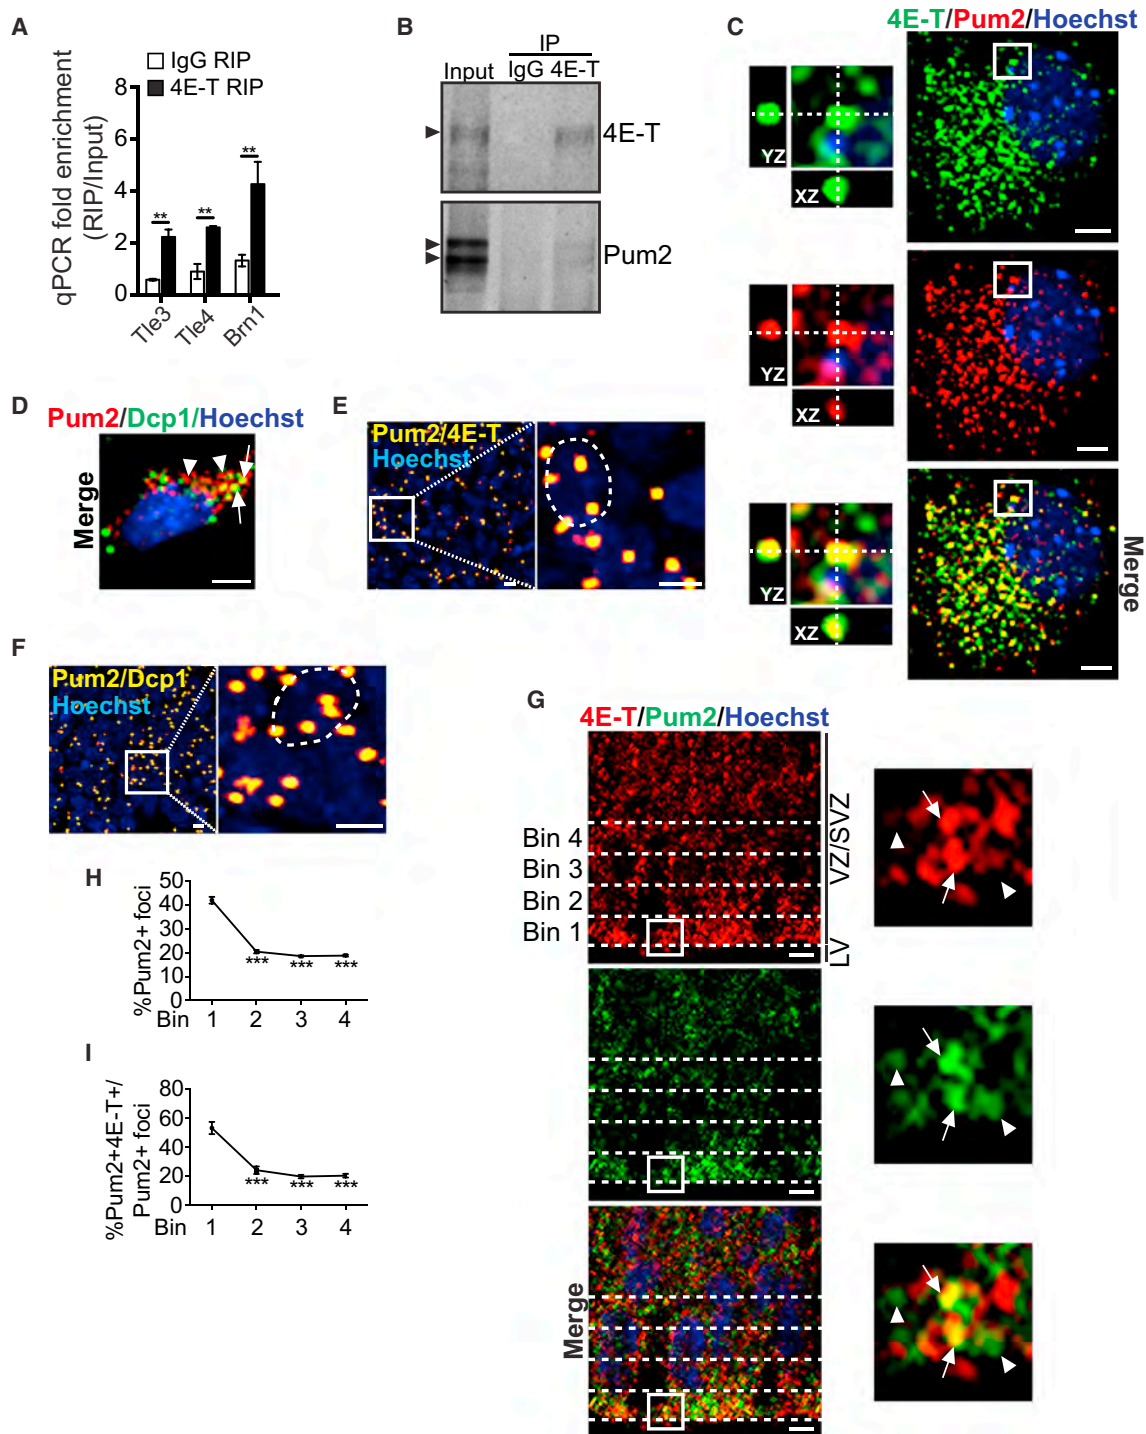 A
IgG RIP
4E-T RIP
qPCR fold enrichment
(RIP/Input)
8
6
4
2
0
**
**
**
Tle3
Tle4
Brn1
B
IP
Input
IgG 4E-T
4E-T
Pum2
C
4E-T/Pum2/Hoechst
YZ
XZ
YZ
XZ
YZ
XZ
Merge
D
Pum2/Dcp1/Hoechst
Merge
E
Pum2/4E-T
Hoechst
F
Pum2/Dcp1
Hoechst
G
4E-T/Pum2/Hoechst
Bin 4
Bin 3
Bin 2
Bin 1
VZ/SVZ
LV
Merge
H
%Pum2+ foci
50
40
30
20
10
0
*** *** ***
Bin 1 2 3 4
I
%Pum2+4E-T+/
Pum2+ foci
80
60
40
20
0
*** *** ***
Bin 1 2 3 4